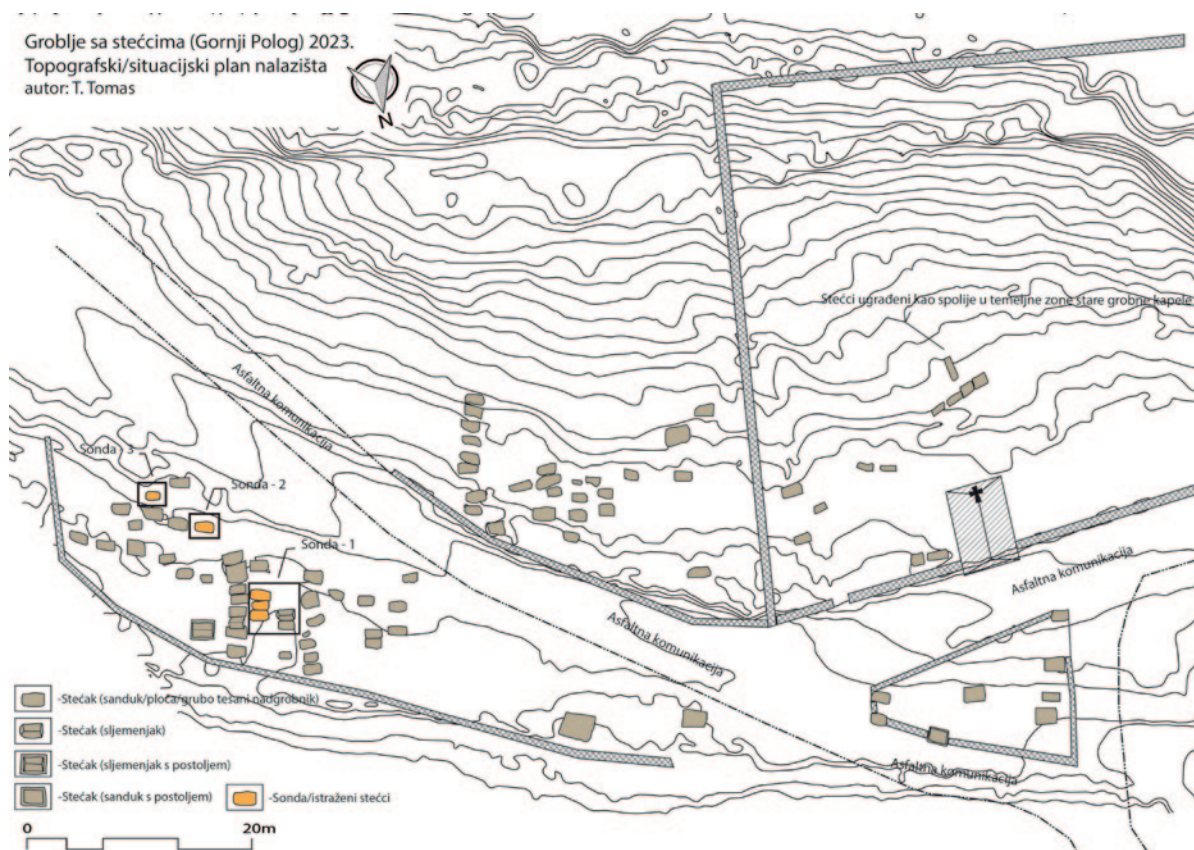 Groblje sa stećcima (Gornji Polog) 2023.
Topografski/situacijski plan nalazišta
autor: T. Tomas
N
Stećci ugrađeni kao spolije u temeljne zone stare grobne kapele
Asfaltna komunikacija
Sonda - 3
Sonda - 2
Sonda - 1
Asfaltna komunikacija
Asfaltna komunikacija
Asfaltna komunikacija
-Stećak (sanduk/ploča/grubo tesani nadgrobnik)
-Stećak (sljemenjak)
-Stećak (sljemenjak s postoljem)
-Stećak (sanduk s postoljem)
-Sonda/istraženi stećci
0 20m